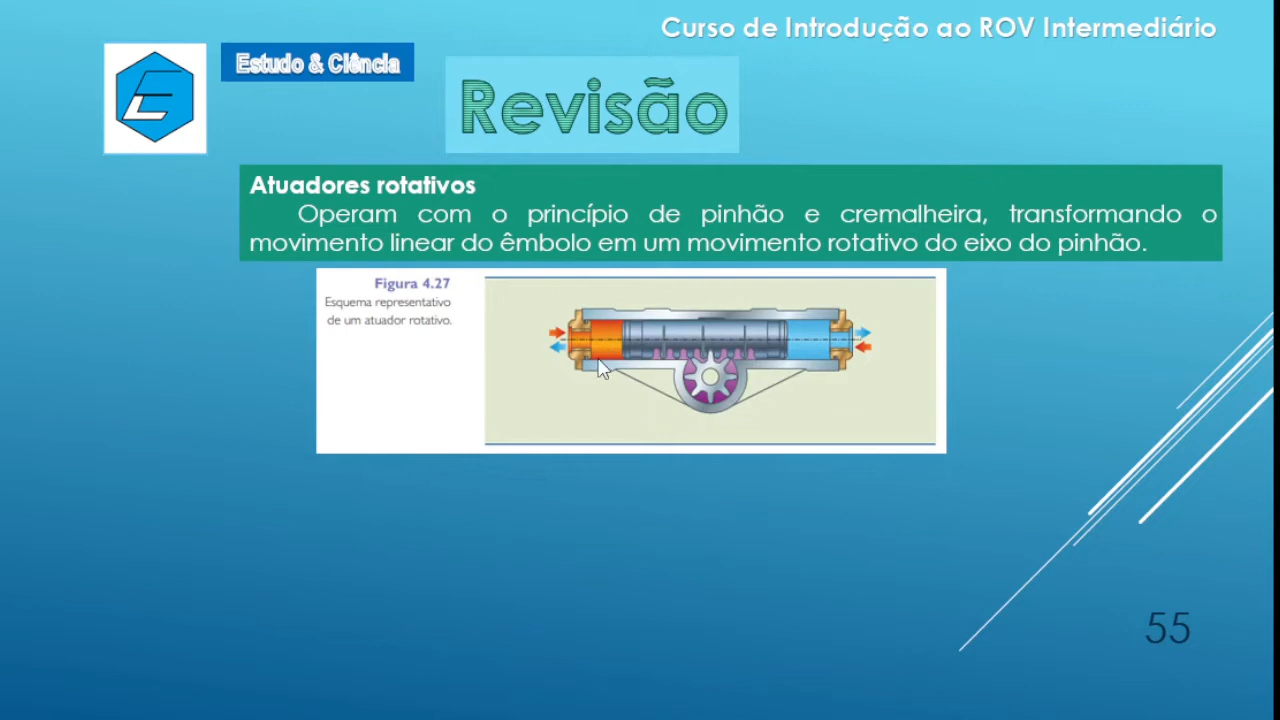 Curso de Introdução ao ROV Intermediário
Estudo & Ciência
Revisão
Atuadores rotativos
Operam com o princípio de pinhão e cremalheira, transformando o
movimento linear do êmbolo em um movimento rotativo do eixo do pinhão.
Figura 4.27
Esquema representativo
de um atuador rotativo.
55